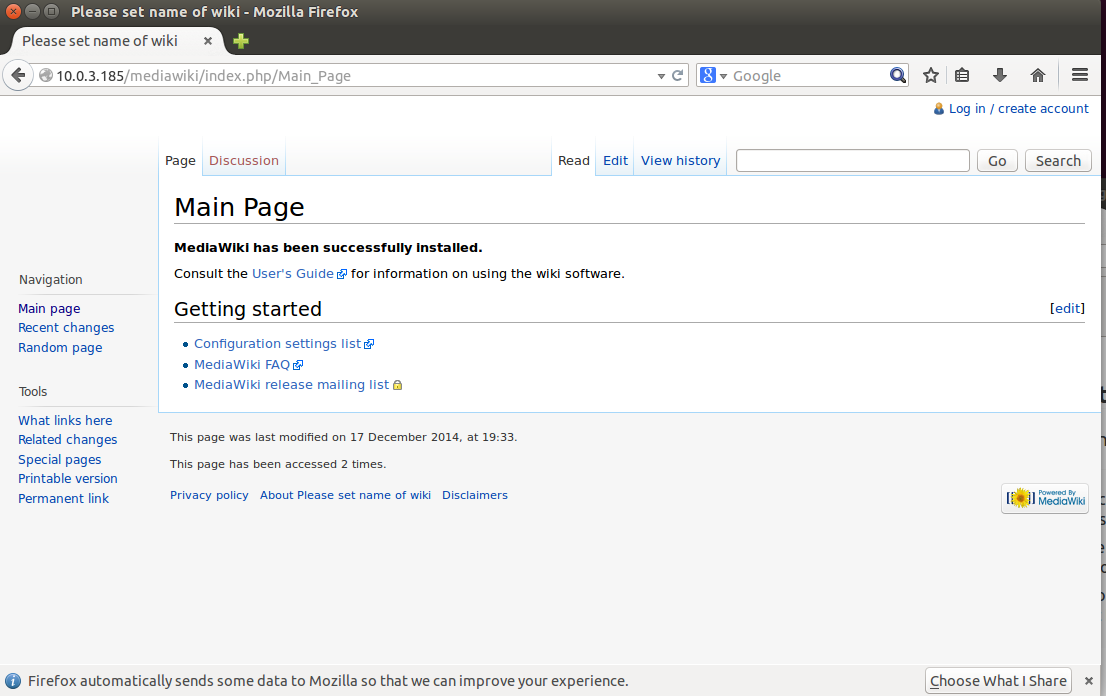 Please set name of wiki - Mozilla Firefox
Please set name of wiki
10.0.3.185/mediawiki/index.php/Main_Page
8 Google
Log in / create account
Page Discussion Read Edit View history Go Search
Main Page
MediaWiki has been successfully installed.
Consult the User's Guide for information on using the wiki software.
Navigation
Main page
Recent changes
Random page
Getting started [edit]
Configuration settings list
MediaWiki FAQ
MediaWiki release mailing list
Tools
What links here
Related changes
Special pages
Printable version
Permanent link
This page was last modified on 17 December 2014, at 19:33.
This page has been accessed 2 times.
Privacy policy About Please set name of wiki Disclaimers
Powered By
MediaWiki
Firefox automatically sends some data to Mozilla so that we can improve your experience. Choose What I Share